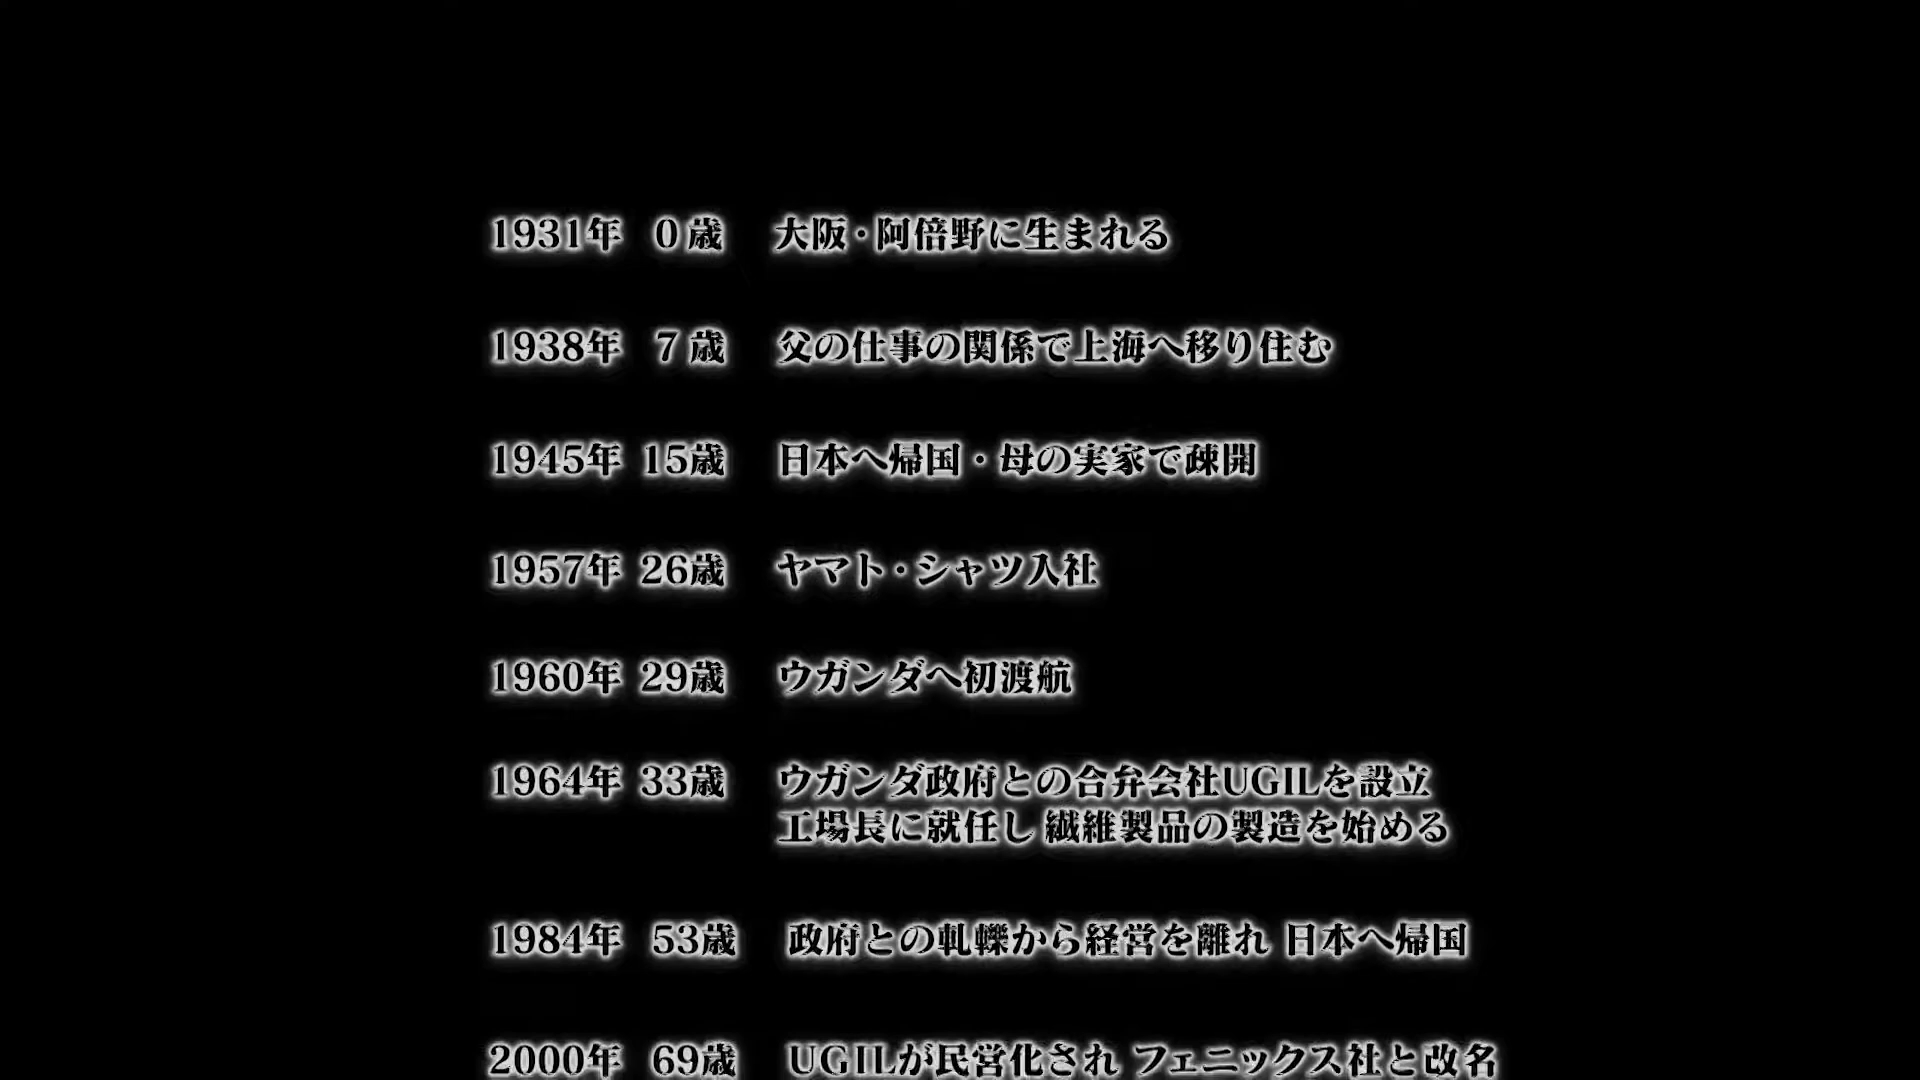 1931年 0歳 大阪・阿倍野に生まれる
1938年 7歳 父の仕事の関係で上海へ移り住む
1945年 15歳 日本へ帰国・母の実家で疎開
1957年 26歳 ヤマト・シャツ入社
1960年 29歳 ウガンダへ初渡航
1964年 33歳 ウガンダ政府との合弁会社UGILを設立
工場長に就任し 繊維製品の製造を始める
1984年 53歳 政府との軋轢から経営を離れ 日本へ帰国
2000年 69歳 UGILが民営化され フェニックス社と改名